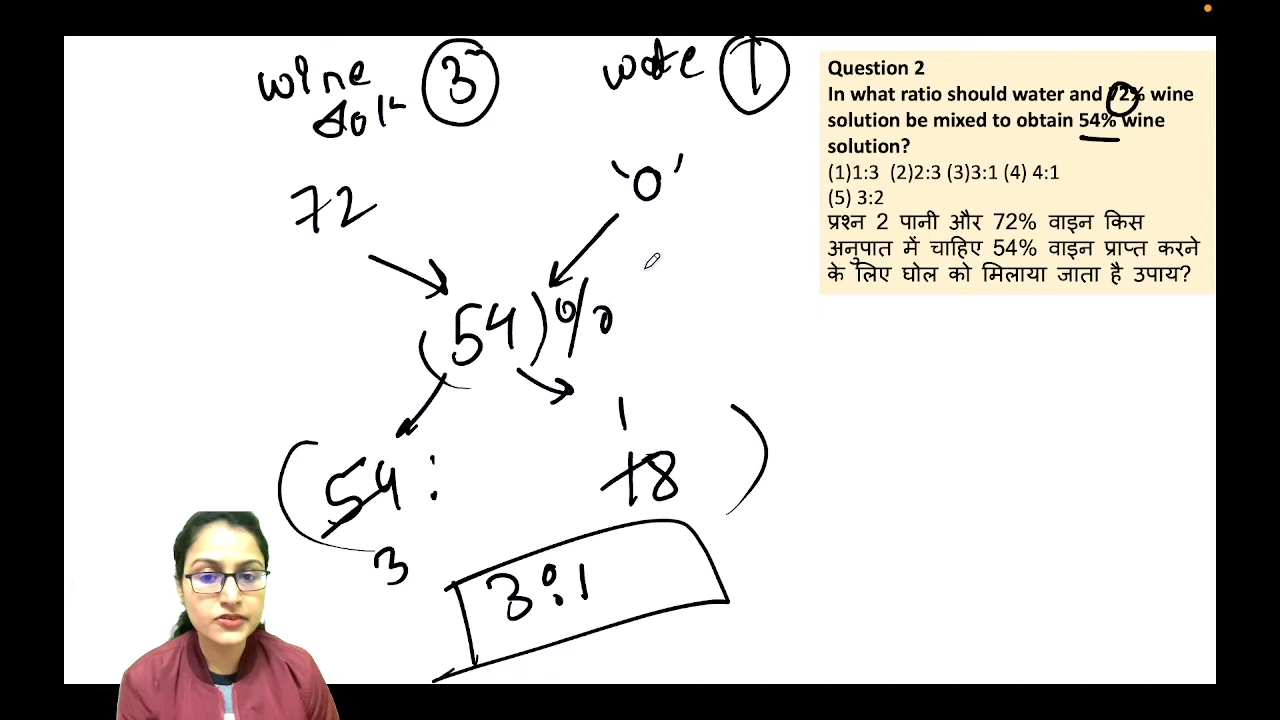 wine 3 wate 1
sol
72 '0'
(54)%
1
(54 : 18)
3
3:1
Question 2
In what ratio should water and 72% wine
solution be mixed to obtain 54% wine
solution?
(1)1:3 (2)2:3 (3)3:1 (4) 4:1
(5) 3:2
प्रश्न 2 पानी और 72% वाइन किस
अनुपात में चाहिए 54% वाइन प्राप्त करने
के लिए घोल को मिलाया जाता है उपाय?